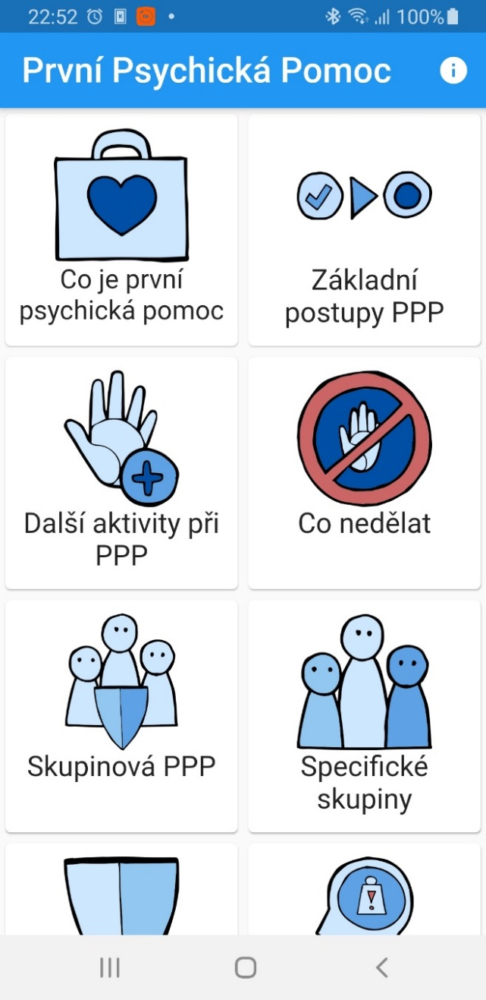 22:52 100%
První Psychická Pomoc
Co je první
psychická pomoc
Základní
postupy PPP
Další aktivity při
PPP
Co nedělat
Skupinová PPP
Specifické
skupiny